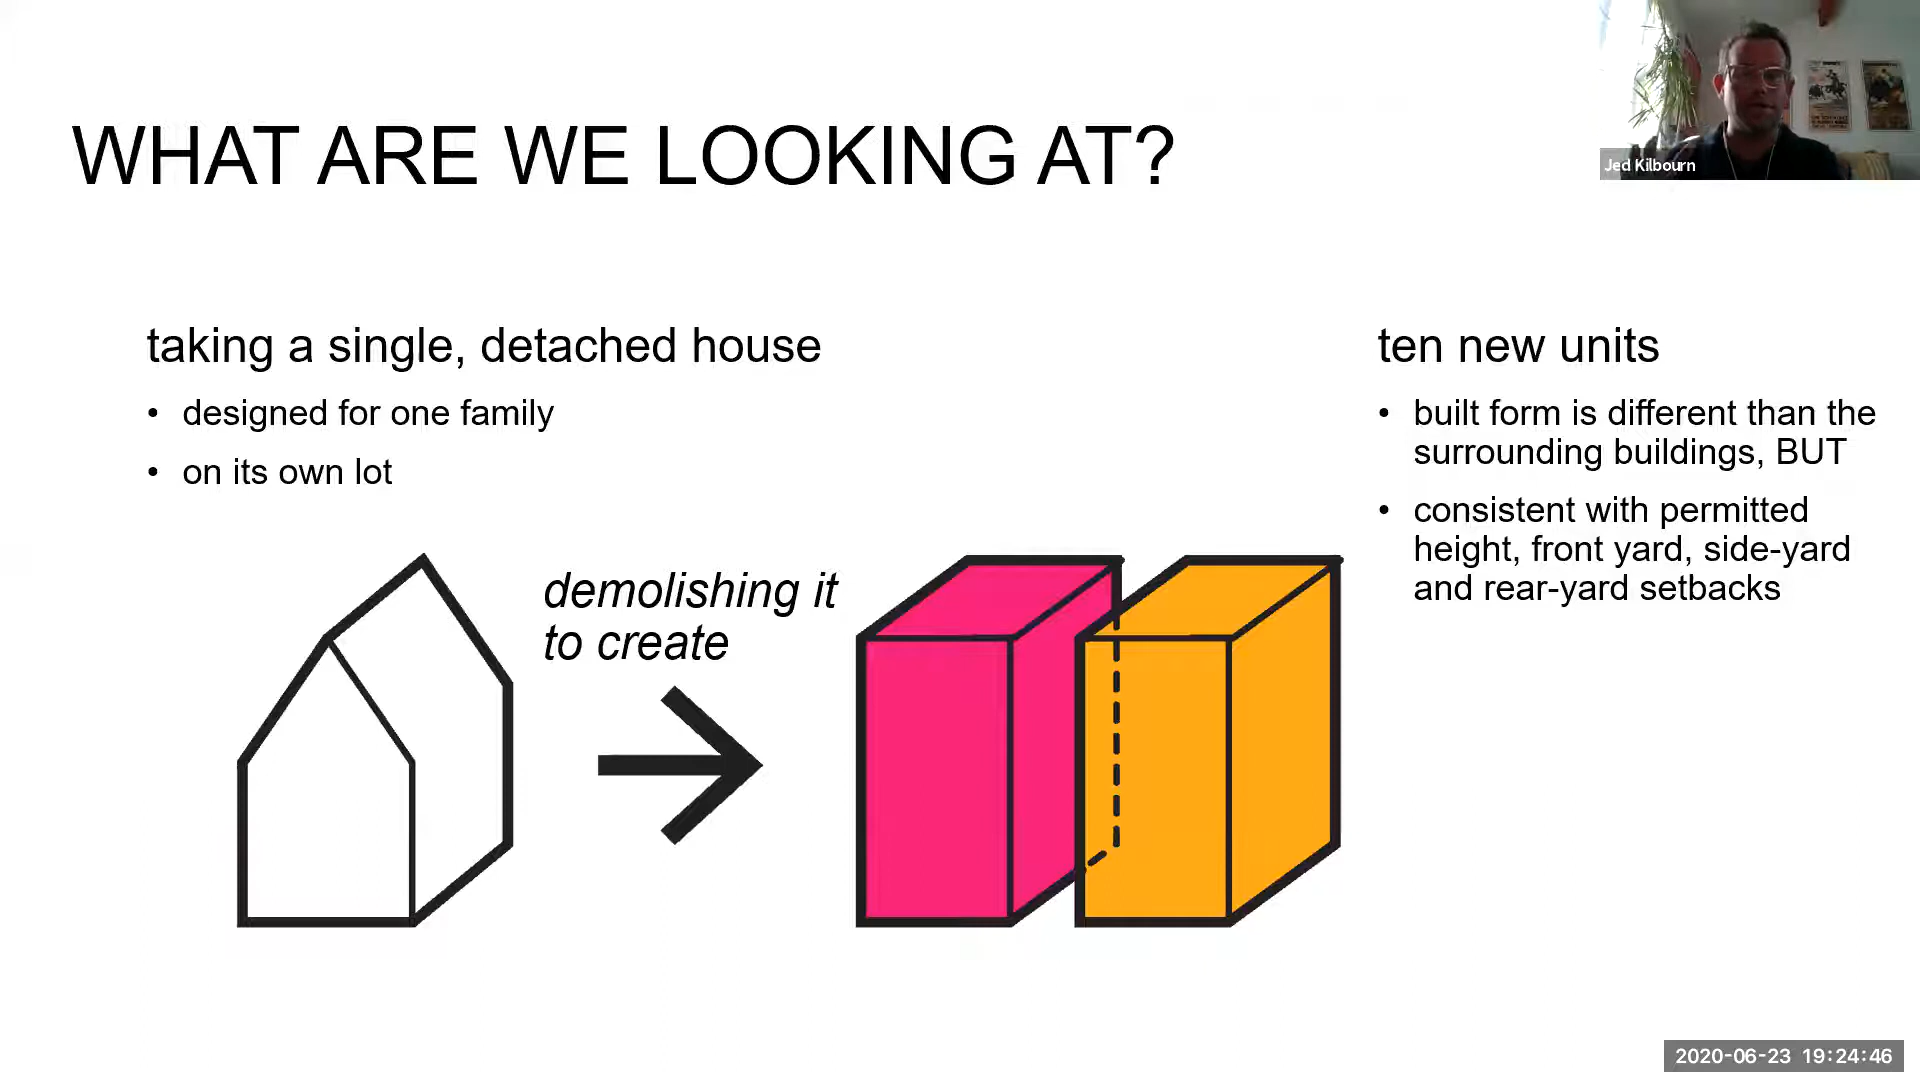 WHAT ARE WE LOOKING AT?
Jed Kilbourn
taking a single, detached house
• designed for one family
• on its own lot
demolishing it
to create
ten new units
• built form is different than the
surrounding buildings, BUT
• consistent with permitted
height, front yard, side-yard
and rear-yard setbacks
2020-06-23 19:24:46